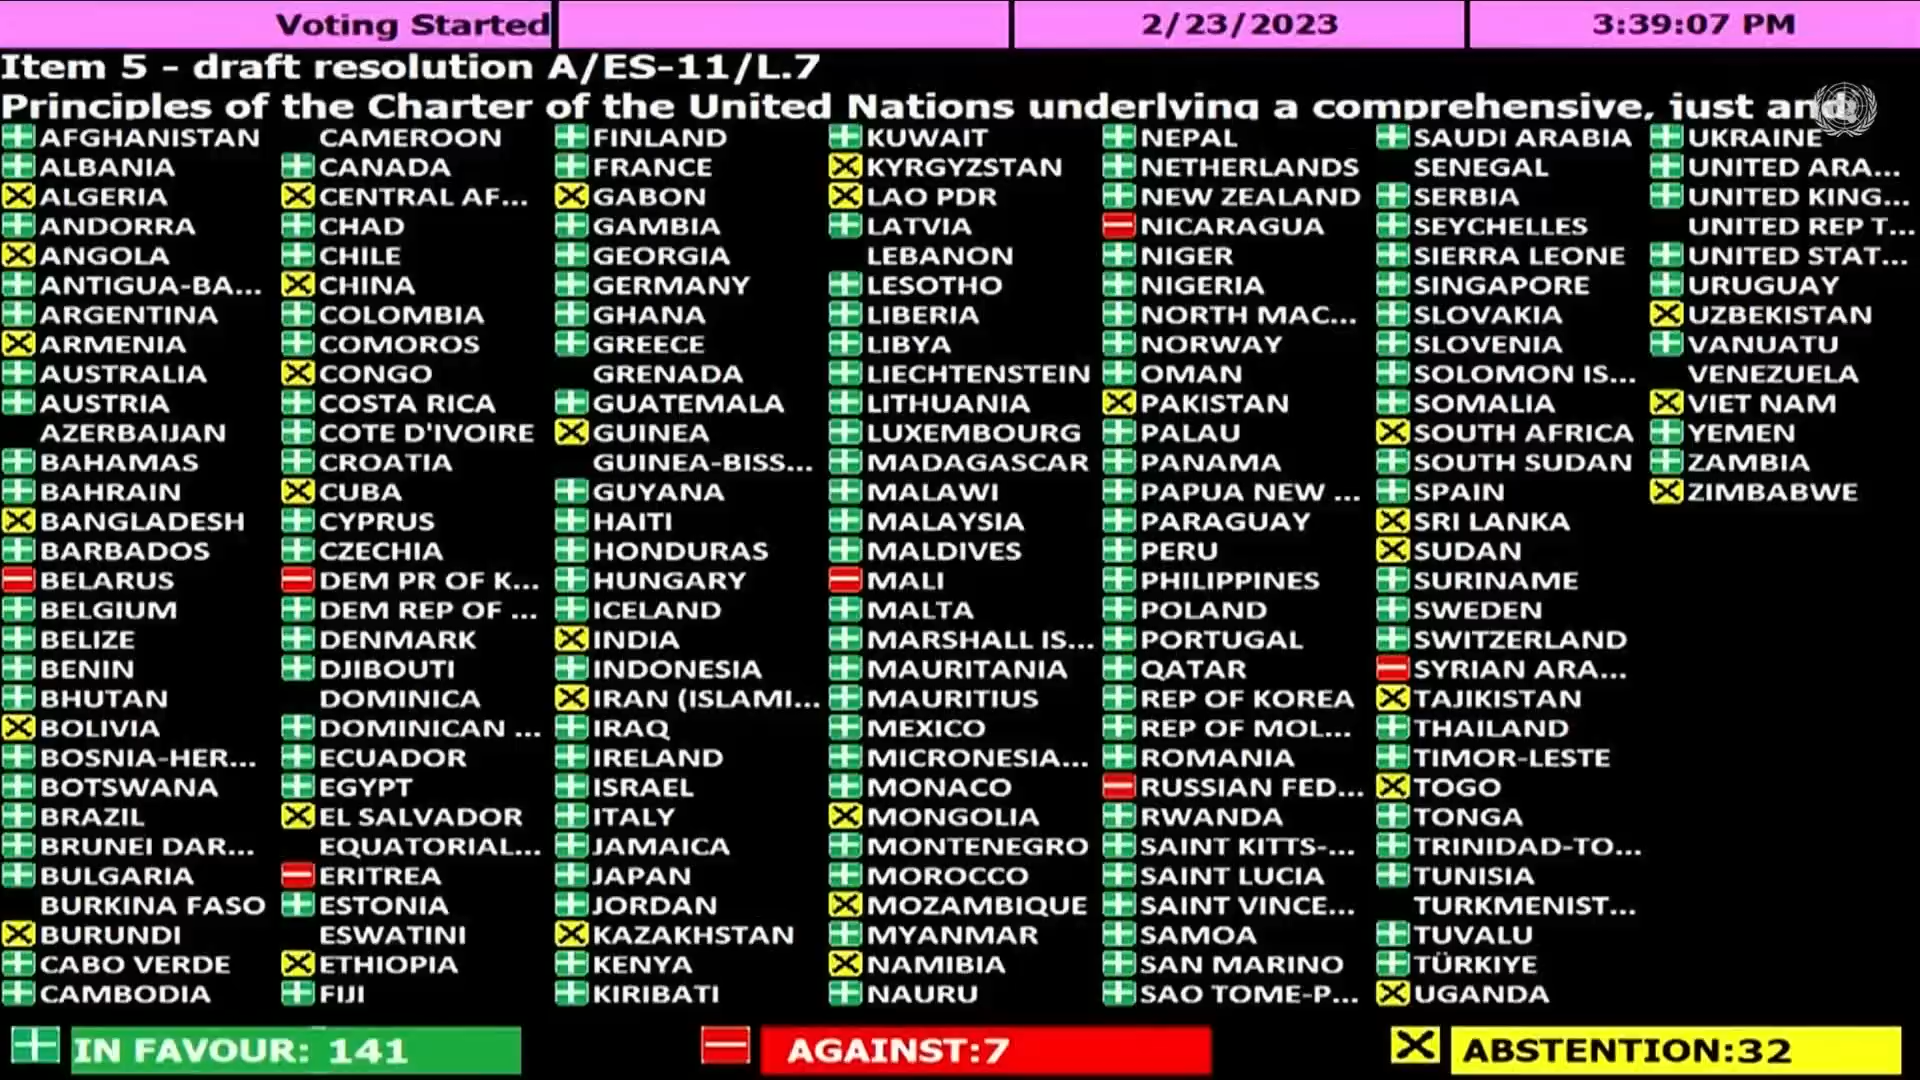 Voting Started 2/23/2023 3:39:07 PM
Item 5 - draft resolution A/ES-11/L.7
Principles of the Charter of the United Nations underlying a comprehensive, just and
AFGHANISTAN CAMEROON FINLAND KUWAIT NEPAL SAUDI ARABIA UKRAINE
ALBANIA CANADA FRANCE KYRGYZSTAN NETHERLANDS SENEGAL UNITED ARA...
ALGERIA CENTRAL AF... GABON LAO PDR NEW ZEALAND SERBIA UNITED KING...
ANDORRA CHAD GAMBIA LATVIA NICARAGUA SEYCHELLES UNITED REP T...
ANGOLA CHILE GEORGIA LEBANON NIGER SIERRA LEONE UNITED STAT...
ANTIGUA-BA... CHINA GERMANY LESOTHO NIGERIA SINGAPORE URUGUAY
ARGENTINA COLOMBIA GHANA LIBERIA NORTH MAC... SLOVAKIA UZBEKISTAN
ARMENIA COMOROS GREECE LIBYA NORWAY SLOVENIA VANUATU
AUSTRALIA CONGO GRENADA LIECHTENSTEIN OMAN SOLOMON IS... VENEZUELA
AUSTRIA COSTA RICA GUATEMALA LITHUANIA PAKISTAN SOMALIA VIET NAM
AZERBAIJAN COTE D'IVOIRE GUINEA LUXEMBOURG PALAU SOUTH AFRICA YEMEN
BAHAMAS CROATIA GUINEA-BISS... MADAGASCAR PANAMA SOUTH SUDAN ZAMBIA
BAHRAIN CUBA GUYANA MALAWI PAPUA NEW ... SPAIN ZIMBABWE
BANGLADESH CYPRUS HAITI MALAYSIA PARAGUAY SRI LANKA
BARBADOS CZECHIA HONDURAS MALDIVES PERU SUDAN
BELARUS DEM PR OF K... HUNGARY MALI PHILIPPINES SURINAME
BELGIUM DEM REP OF ... ICELAND MALTA POLAND SWEDEN
BELIZE DENMARK INDIA MARSHALL IS... PORTUGAL SWITZERLAND
BENIN DJIBOUTI INDONESIA MAURITANIA QATAR SYRIAN ARA...
BHUTAN DOMINICA IRAN (ISLAMI... MAURITIUS REP OF KOREA TAJIKISTAN
BOLIVIA DOMINICAN ... IRAQ MEXICO REP OF MOL... THAILAND
BOSNIA-HER... ECUADOR IRELAND MICRONESIA... ROMANIA TIMOR-LESTE
BOTSWANA EGYPT ISRAEL MONACO RUSSIAN FED... TOGO
BRAZIL EL SALVADOR ITALY MONGOLIA RWANDA TONGA
BRUNEI DAR... EQUATORIAL... JAMAICA MONTENEGRO SAINT KITTS-... TRINIDAD-TO...
BULGARIA ERITREA JAPAN MOROCCO SAINT LUCIA TUNISIA
BURKINA FASO ESTONIA JORDAN MOZAMBIQUE SAINT VINCE... TURKMENIST...
BURUNDI ESWATINI KAZAKHSTAN MYANMAR SAMOA TUVALU
CABO VERDE ETHIOPIA KENYA NAMIBIA SAN MARINO TÜRKIYE
CAMBODIA FIJI KIRIBATI NAURU SAO TOME-P... UGANDA
IN FAVOUR: 141 AGAINST:7 ABSTENTION:32